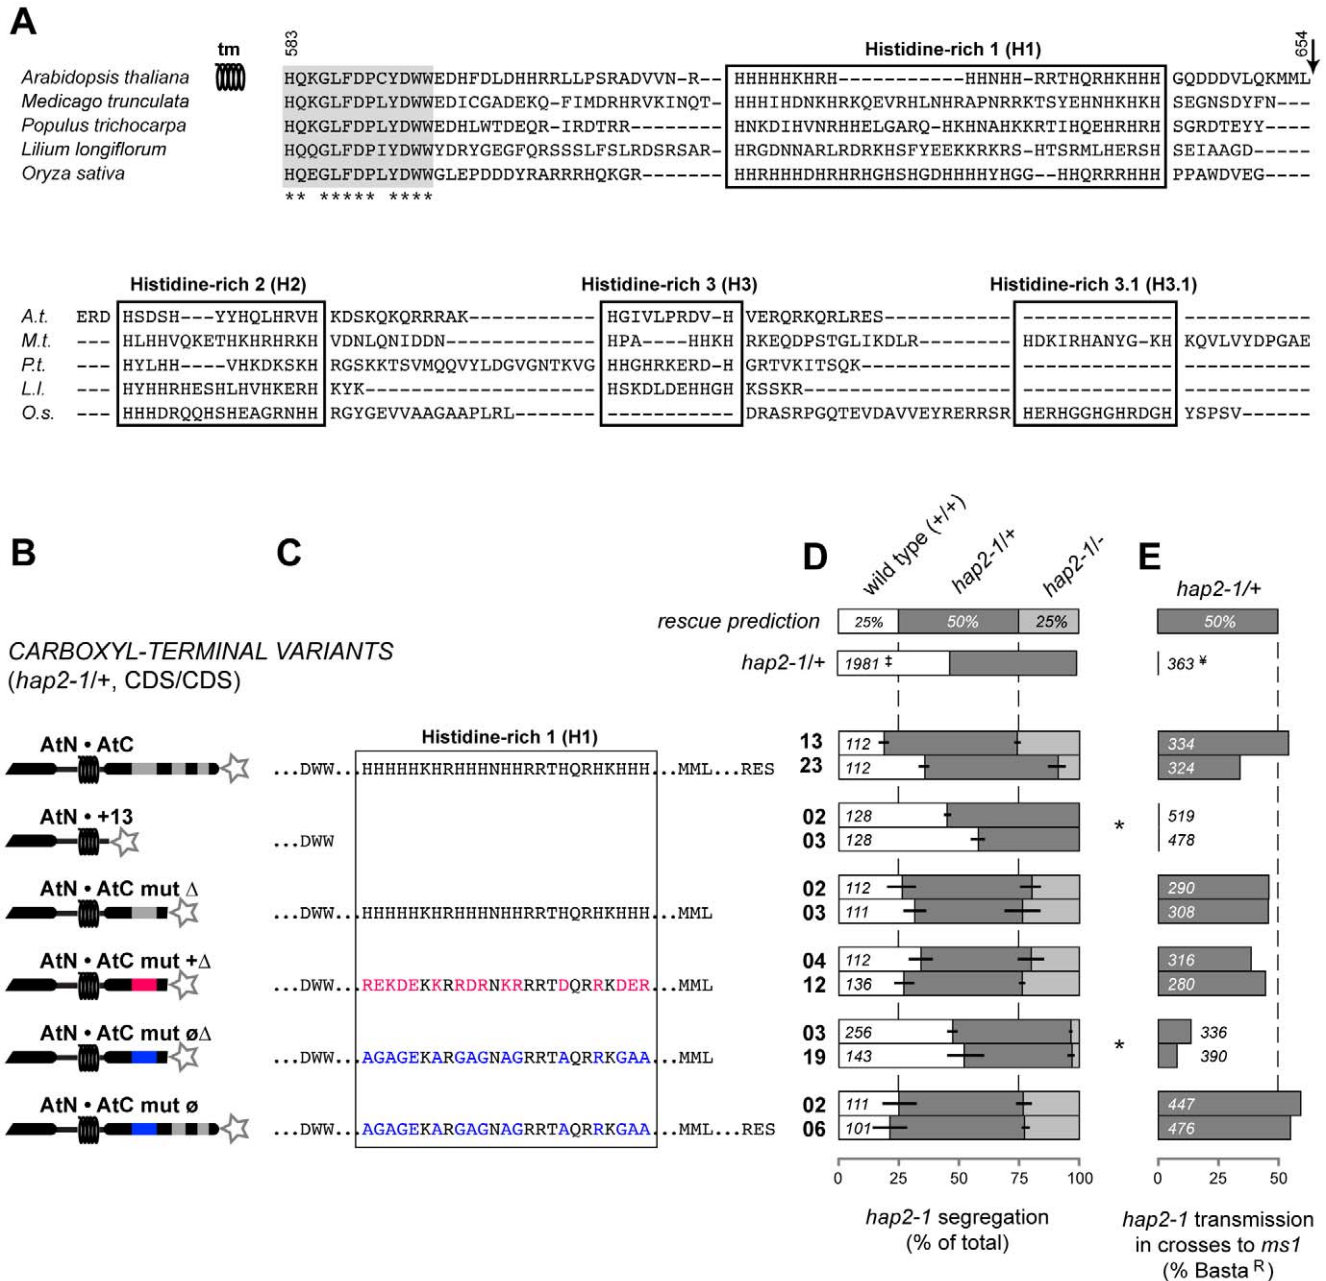 A
tm
583
Histidine-rich 1 (H1)
654
Arabidopsis thaliana HQKGLFDPCYDWWEDHFDLDHHRRLLPSRADVVN-R-- HHHHHKHRH-----------HHNHH-RRTHQRHKHHH GQDDDVLQKMML
Medicago trunculata HQKGLFDPLYDWWEDICGADEKQ-FIMDRHRVKINQT- HHHIHDNKHRKQEVRHLNHRAPNRRKTSYEHNHKHKH SEGNSDYFN---
Populus trichocarpa HQKGLFDPLYDWWEDHLWTDEQR-IRDTRR-------- HNKDIHVNRHHELGARQ-HKHNAHKKRTIHQEHRHRH SGRDTEYY----
Lilium longiflorum HQQGLFDPIYDWWYDRYGEGFQRSSSLFSLRDSRSAR- HRGDNNARLRDRKHSFYEEKKRKRS-HTSRMLHERSH SEIAAGD-----
Oryza sativa HQEGLFDPLYDWWGLEPDDDYRARRRHQKGR------- HHRHHHDHRHRHGHSHGDHHHHYHGG--HHQRRRHHH PPAWDVEG----
** ***** ****
Histidine-rich 2 (H2) Histidine-rich 3 (H3) Histidine-rich 3.1 (H3.1)
A.t. ERD HSDSH---YYHQLHRVH KDSKQKQRRRAK------------ HGIVLPRDV-H VERQRKQRLRES------------ ------------- ------------
M.t. --- HLHHVQKETHKHRHRKH VDNLQNIDDN-------------- HPA----HHKH RKEQDPSTGLIKDLR--------- HDKIRHANYG-KH KQVLVYDPGAE
P.t. --- HYLHH----VHKDKSKH RGSKKTSVMQQVYLDGVGNTKVG HHGHRKERD-H GRTVKITSQK-------------- ------------- ------------
L.l. --- HYHHRHESHLHVHKERH KYK--------------------- HSKDLDEHHGH KSSKR------------------- ------------- ------------
O.s. --- HHHDRQQHSHEAGRNHH RGYGEVVAAGAAPLRL-------- ----------- DRASRPGQTEVDAVVEYRERRSR HERHGGHGHRDGH YSPSV------
B
C
D
E
wild type (+/+) hap2-1/+ hap2-1/-
hap2-1/+
rescue prediction 25% 50% 25% 50%
CARBOXYL-TERMINAL VARIANTS
(hap2-1/+, CDS/CDS)
hap2-1/+ 1981 ‡ 363 ¥
Histidine-rich 1 (H1)
AtN • AtC
...DWW...HHHHHKHRHHHNHHRRTHQRHKHHH...MML...RES
13 112 334
23 112 324
AtN • +13
...DWW
02 128 519
*
03 128 478
AtN • AtC mut Δ
...DWW...HHHHHKHRHHHNHHRRTHQRHKHHH...MML
02 112 290
03 111 308
AtN • AtC mut +Δ
...DWW...REKDEKKRRDRNKRRRTDQRRKDER...MML
04 112 316
12 136 280
AtN • AtC mut øΔ
...DWW...AGAGEKARGAGNAGRRTAQRRKGAA...MML
03 256 336
*
19 143 390
AtN • AtC mut ø
...DWW...AGAGEKARGAGNAGRRTAQRRKGAA...MML...RES
02 111 447
06 101 476
0 25 50 75 100
0 25 50
hap2-1 segregation
(% of total)
hap2-1 transmission
in crosses to ms1
(% Basta R)